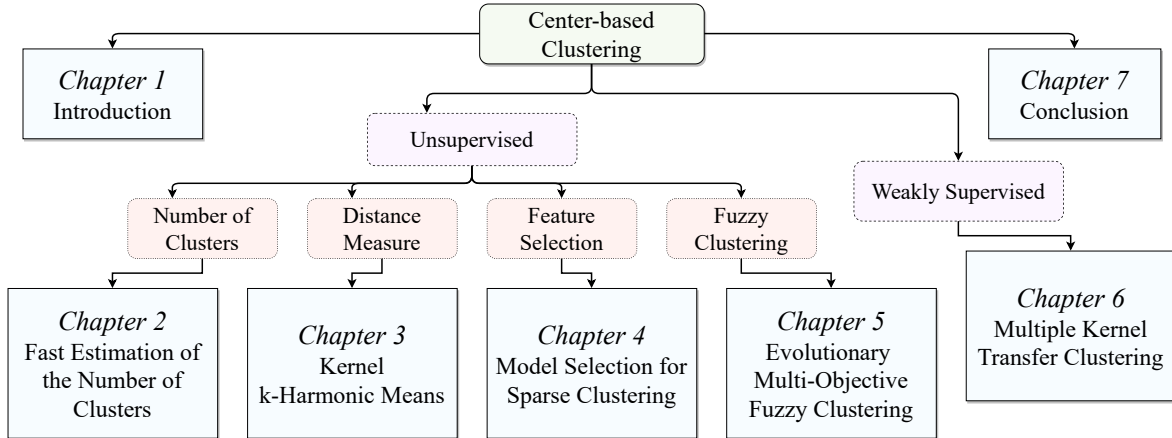 Center-based
Clustering
Chapter 1
Introduction
Chapter 7
Conclusion
Unsupervised
Weakly Supervised
Number of
Clusters
Distance
Measure
Feature
Selection
Fuzzy
Clustering
Chapter 2
Fast Estimation of
the Number of
Clusters
Chapter 3
Kernel
k-Harmonic Means
Chapter 4
Model Selection for
Sparse Clustering
Chapter 5
Evolutionary
Multi-Objective
Fuzzy Clustering
Chapter 6
Multiple Kernel
Transfer Clustering